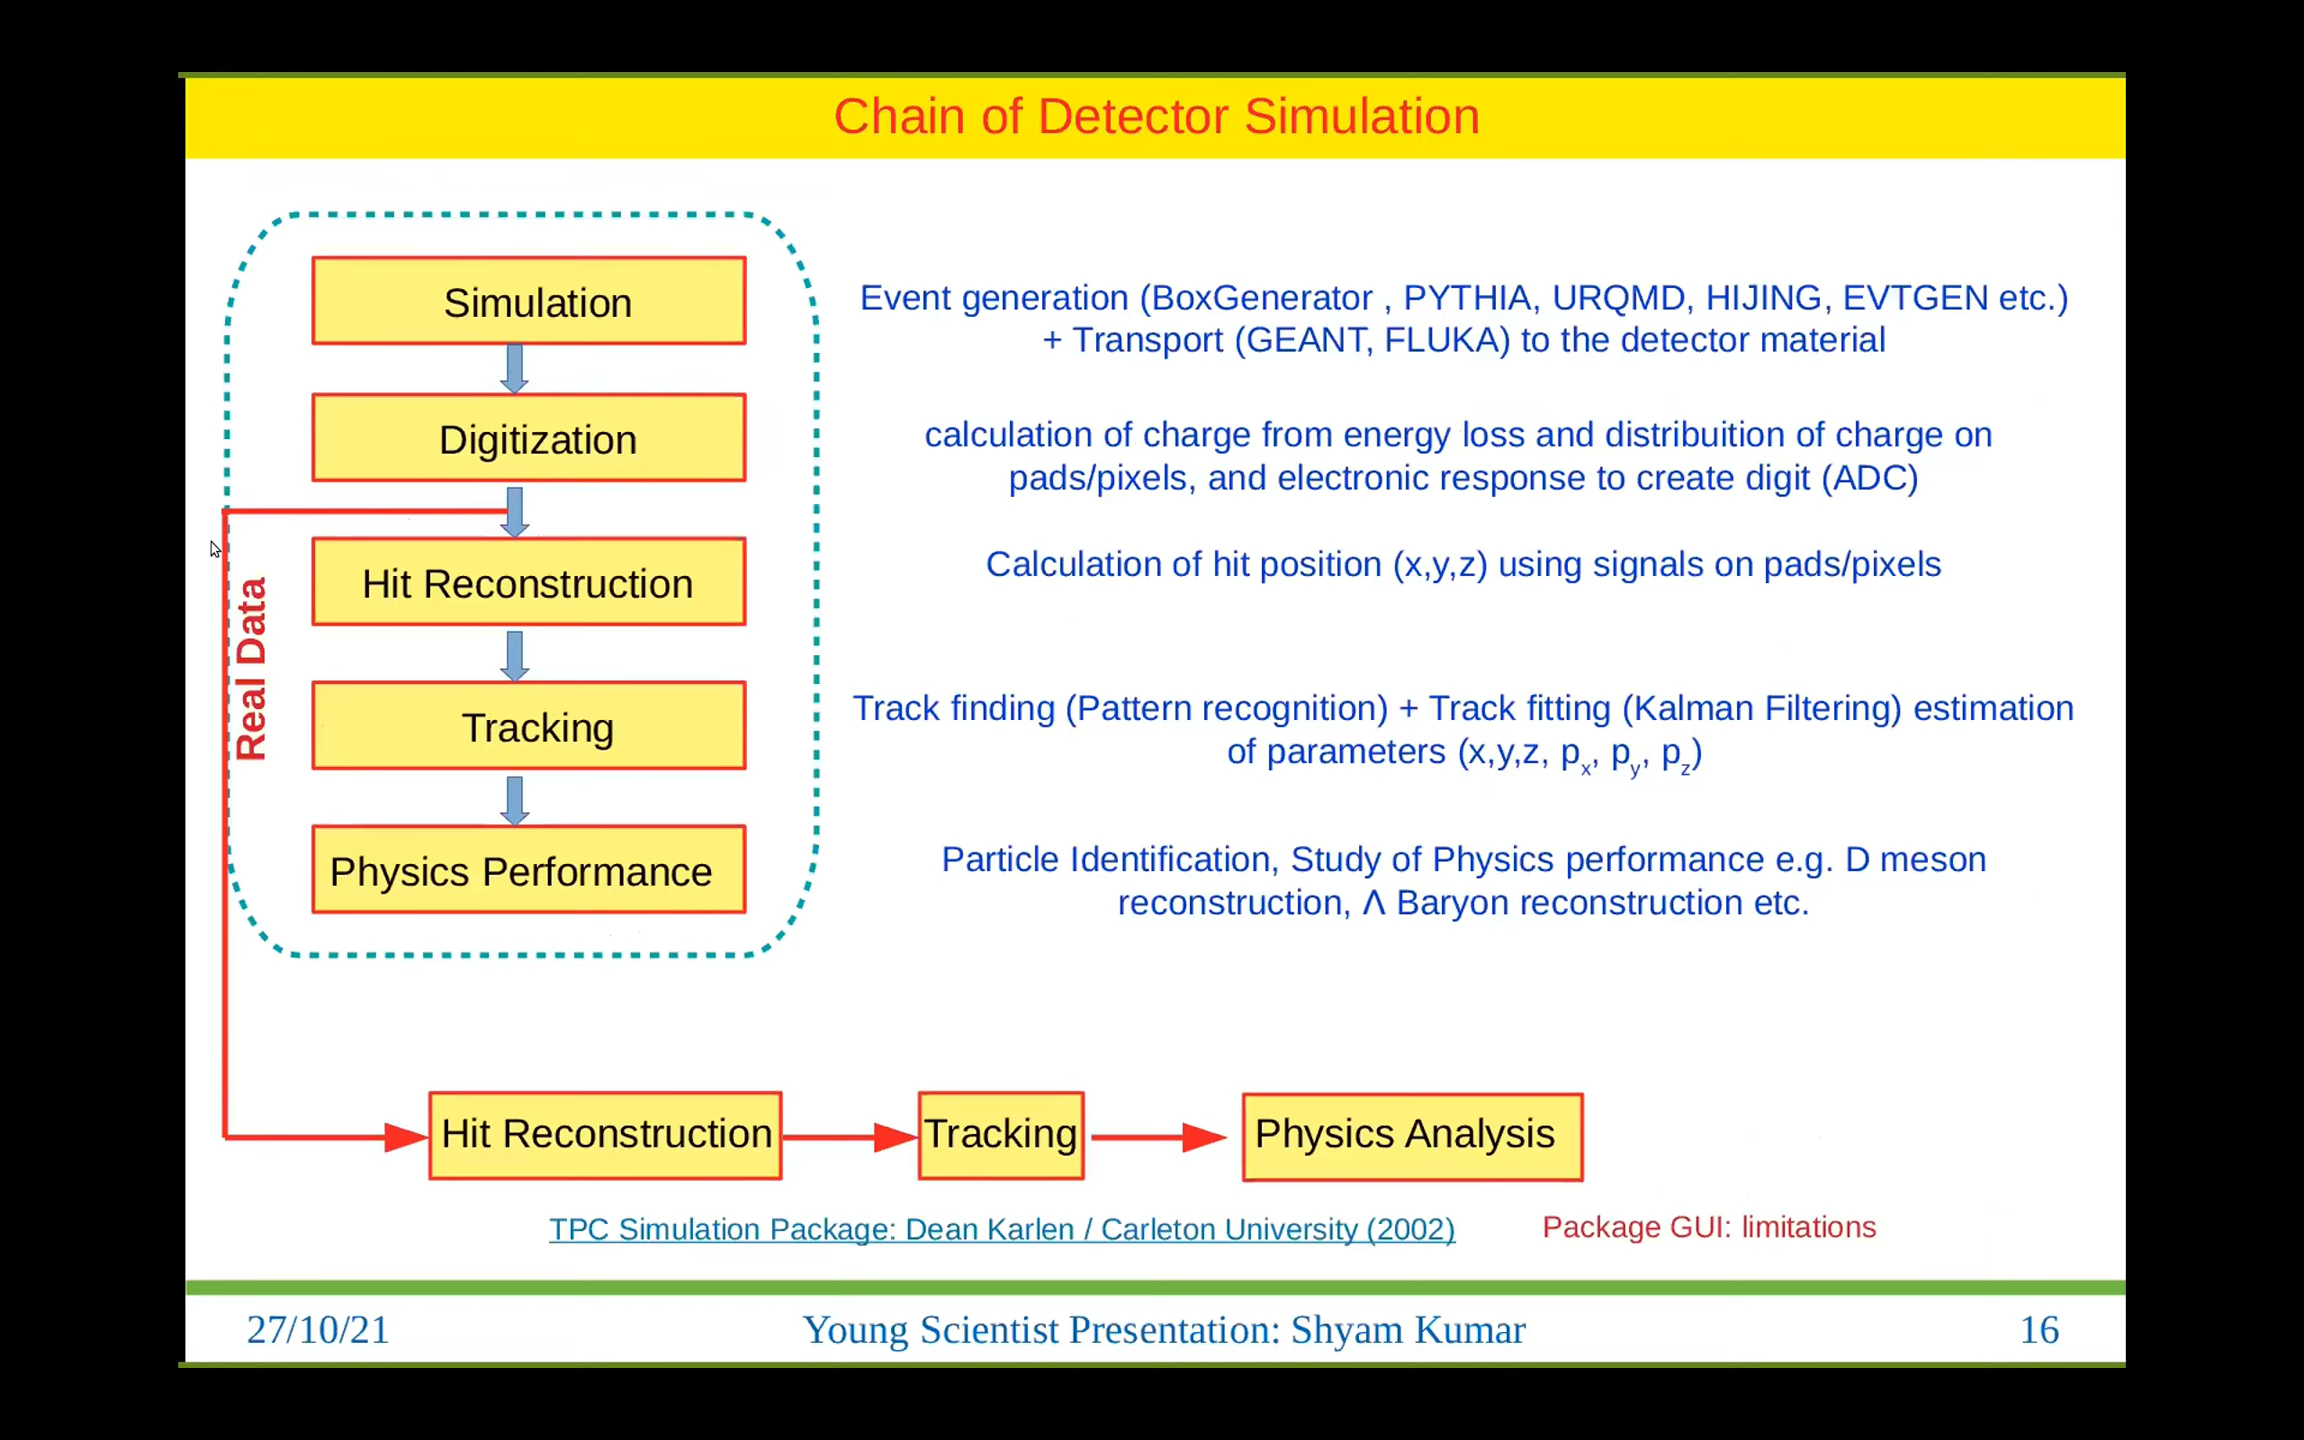 Chain of Detector Simulation
Simulation
Event generation (BoxGenerator , PYTHIA, URQMD, HIJING, EVTGEN etc.)
+ Transport (GEANT, FLUKA) to the detector material
Digitization
calculation of charge from energy loss and distribuition of charge on
pads/pixels, and electronic response to create digit (ADC)
Hit Reconstruction
Calculation of hit position (x,y,z) using signals on pads/pixels
Real Data
Tracking
Track finding (Pattern recognition) + Track fitting (Kalman Filtering) estimation
of parameters (x,y,z, px, py, pz)
Physics Performance
Particle Identification, Study of Physics performance e.g. D meson
reconstruction, Λ Baryon reconstruction etc.
Hit Reconstruction
Tracking
Physics Analysis
TPC Simulation Package: Dean Karlen / Carleton University (2002)
Package GUI: limitations
27/10/21
Young Scientist Presentation: Shyam Kumar
16